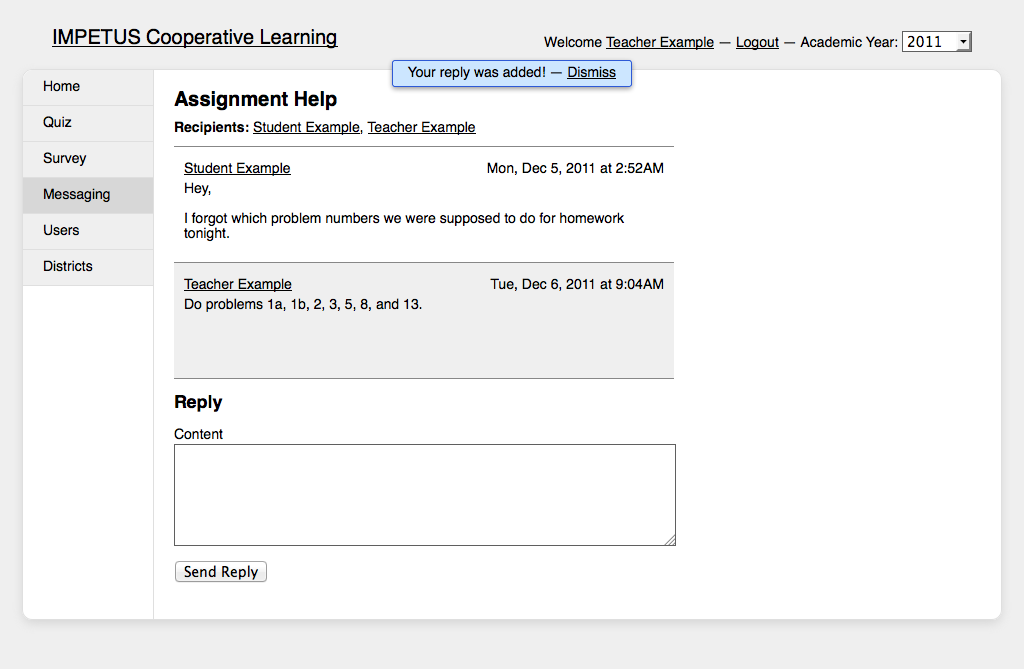 IMPETUS Cooperative Learning
Welcome Teacher Example — Logout — Academic Year: 2011
Your reply was added! — Dismiss
Home
Quiz
Survey
Messaging
Users
Districts
Assignment Help
Recipients: Student Example, Teacher Example
Student Example Mon, Dec 5, 2011 at 2:52AM
Hey,
I forgot which problem numbers we were supposed to do for homework
tonight.
Teacher Example Tue, Dec 6, 2011 at 9:04AM
Do problems 1a, 1b, 2, 3, 5, 8, and 13.
Reply
Content
Send Reply